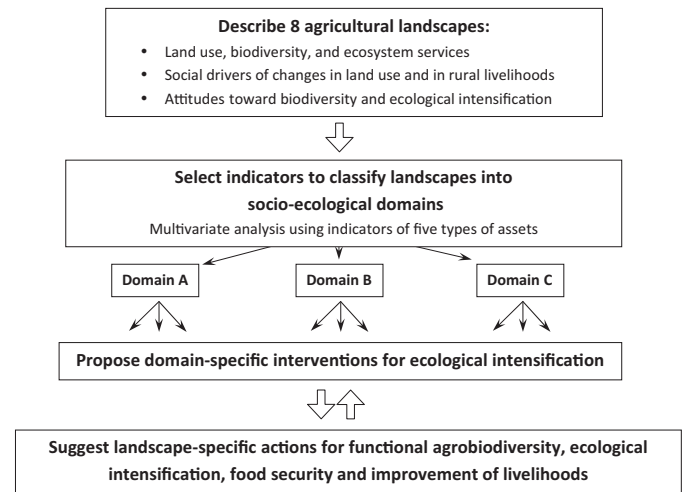 Describe 8 agricultural landscapes:
• Land use, biodiversity, and ecosystem services
• Social drivers of changes in land use and in rural livelihoods
• Attitudes toward biodiversity and ecological intensification
Select indicators to classify landscapes into
socio-ecological domains
Multivariate analysis using indicators of five types of assets
Domain A Domain B Domain C
Propose domain-specific interventions for ecological intensification
Suggest landscape-specific actions for functional agrobiodiversity, ecological
intensification, food security and improvement of livelihoods